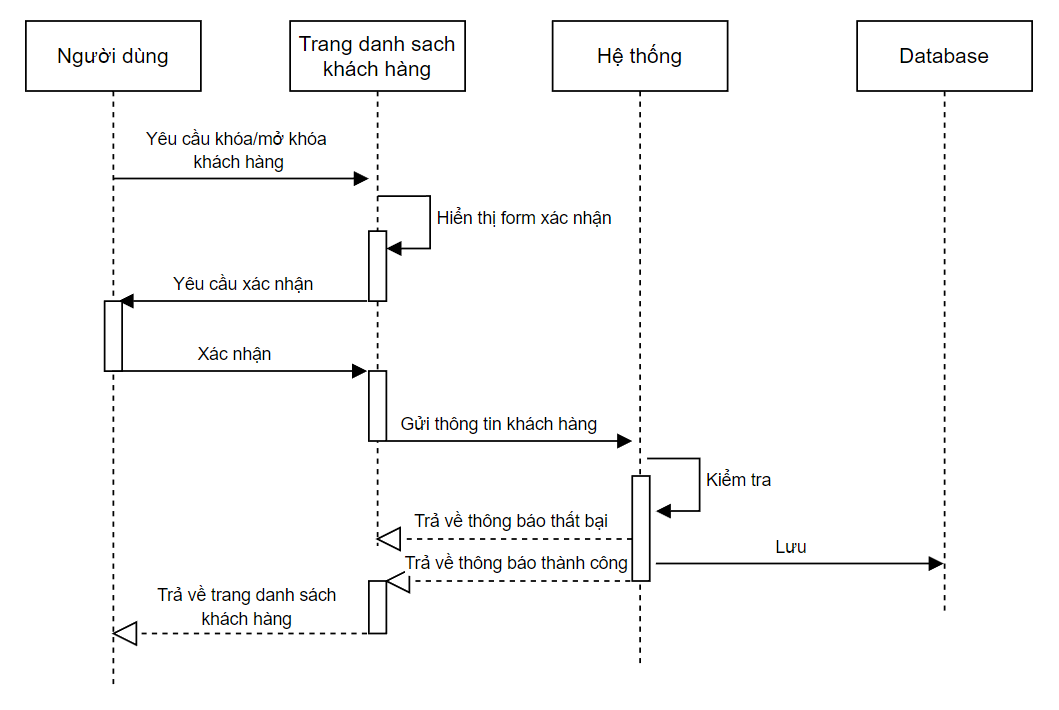 Người dùng
Trang danh sach
khách hàng
Hệ thống
Database
Yêu cầu khóa/mở khóa
khách hàng
Hiển thị form xác nhận
Yêu cầu xác nhận
Xác nhận
Gửi thông tin khách hàng
Kiểm tra
Trả về thông báo thất bại
Lưu
Trả về thông báo thành công
Trả về trang danh sách
khách hàng